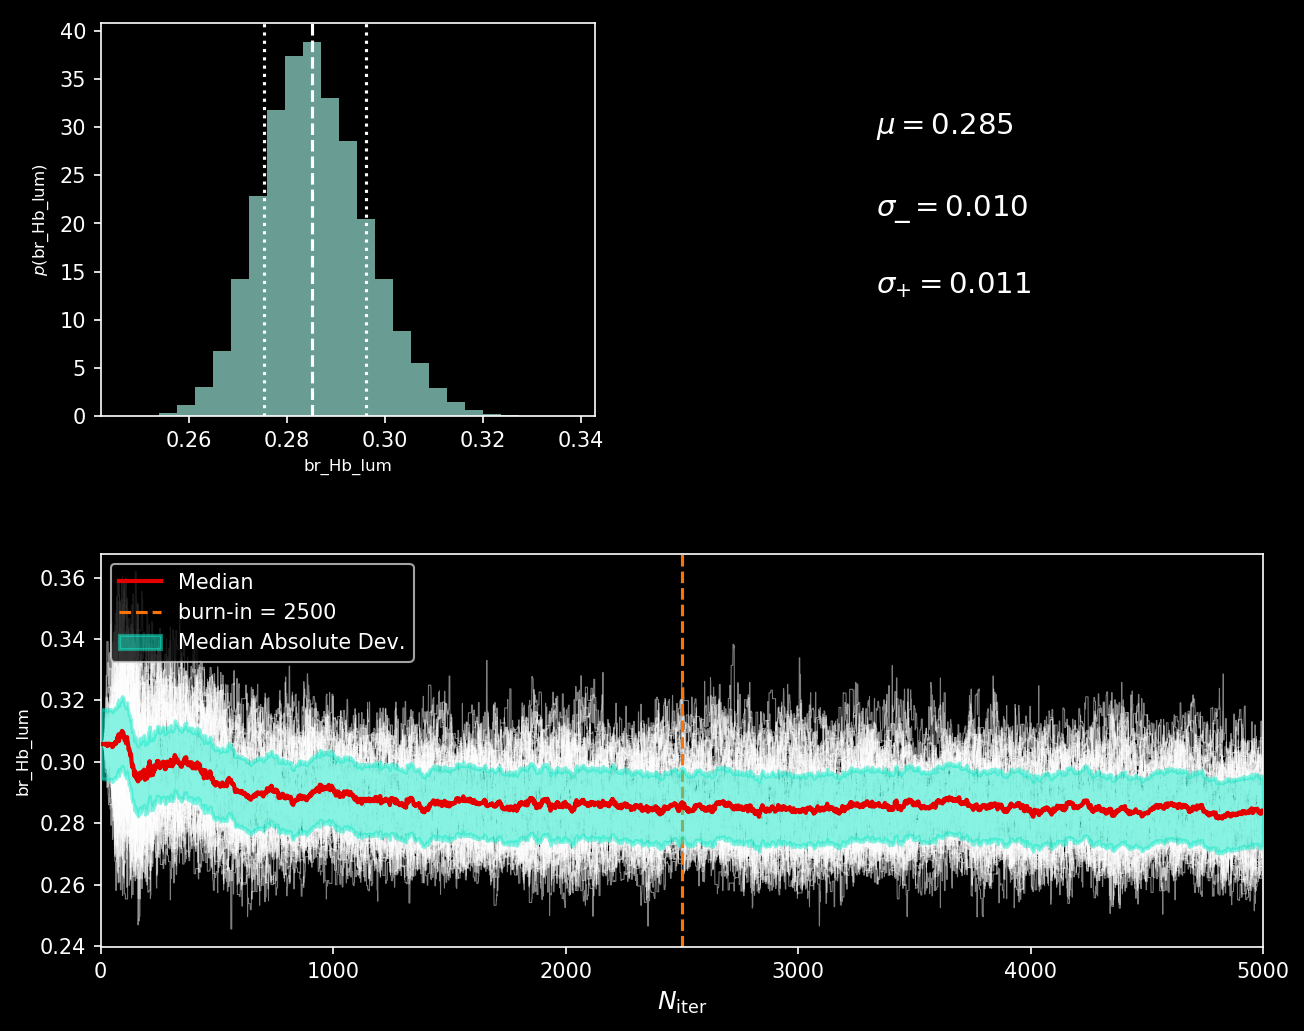 40
35
30
25
20
15
10
5
0
p(br_Hb_lum)
0.26 0.28 0.30 0.32 0.34
br_Hb_lum
μ = 0.285
σ_ = 0.010
σ+ = 0.011
0.36
0.34
0.32
0.30
0.28
0.26
0.24
br_Hb_lum
Median
burn-in = 2500
Median Absolute Dev.
0 1000 2000 3000 4000 5000
Niter